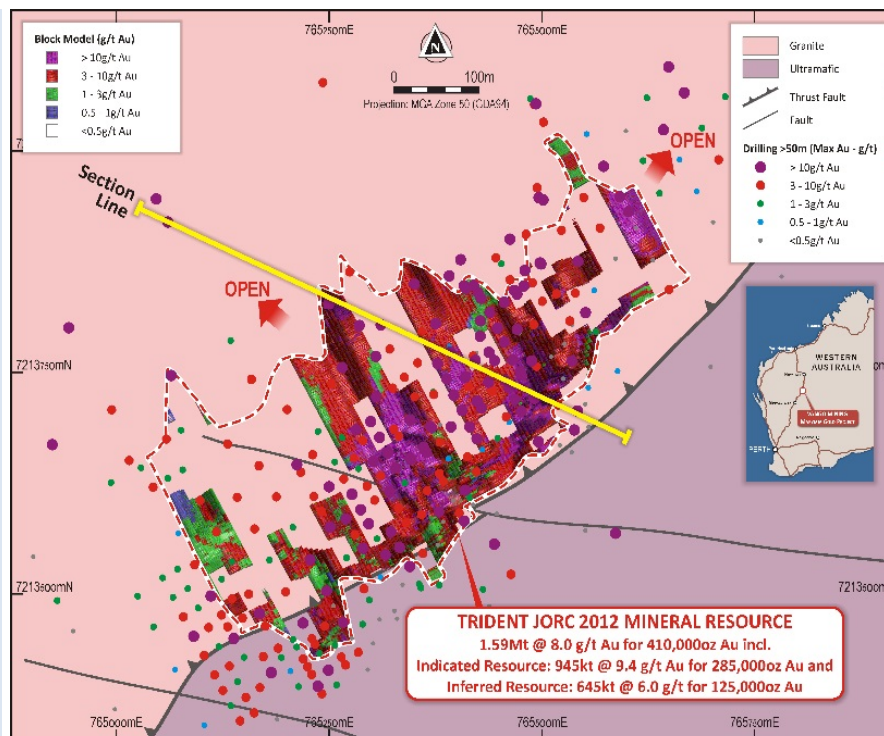 Block Model (g/t Au)
> 10g/t Au
3 - 10g/t Au
1 - 3g/t Au
0.5 - 1g/t Au
<0.5g/t Au
765250mE
765500mE
N
0
100m
Projection: MGA Zone 50 (GDA94)
Granite
Ultramafic
Thrust Fault
Fault
Drilling >50m (Max Au - g/t)
> 10g/t Au
3 - 10g/t Au
1 - 3g/t Au
0.5 - 1g/t Au
<0.5g/t Au
OPEN
Section
Line
OPEN
7213750mN
WESTERN
AUSTRALIA
PERTH
7213500mN
TRIDENT JORC 2012 MINERAL RESOURCE
1.59Mt @ 8.0 g/t Au for 410,000oz Au incl.
Indicated Resource: 945kt @ 9.4 g/t Au for 285,000oz Au and
Inferred Resource: 645kt @ 6.0 g/t for 125,000oz Au
765000mE
765250mE
765500mE